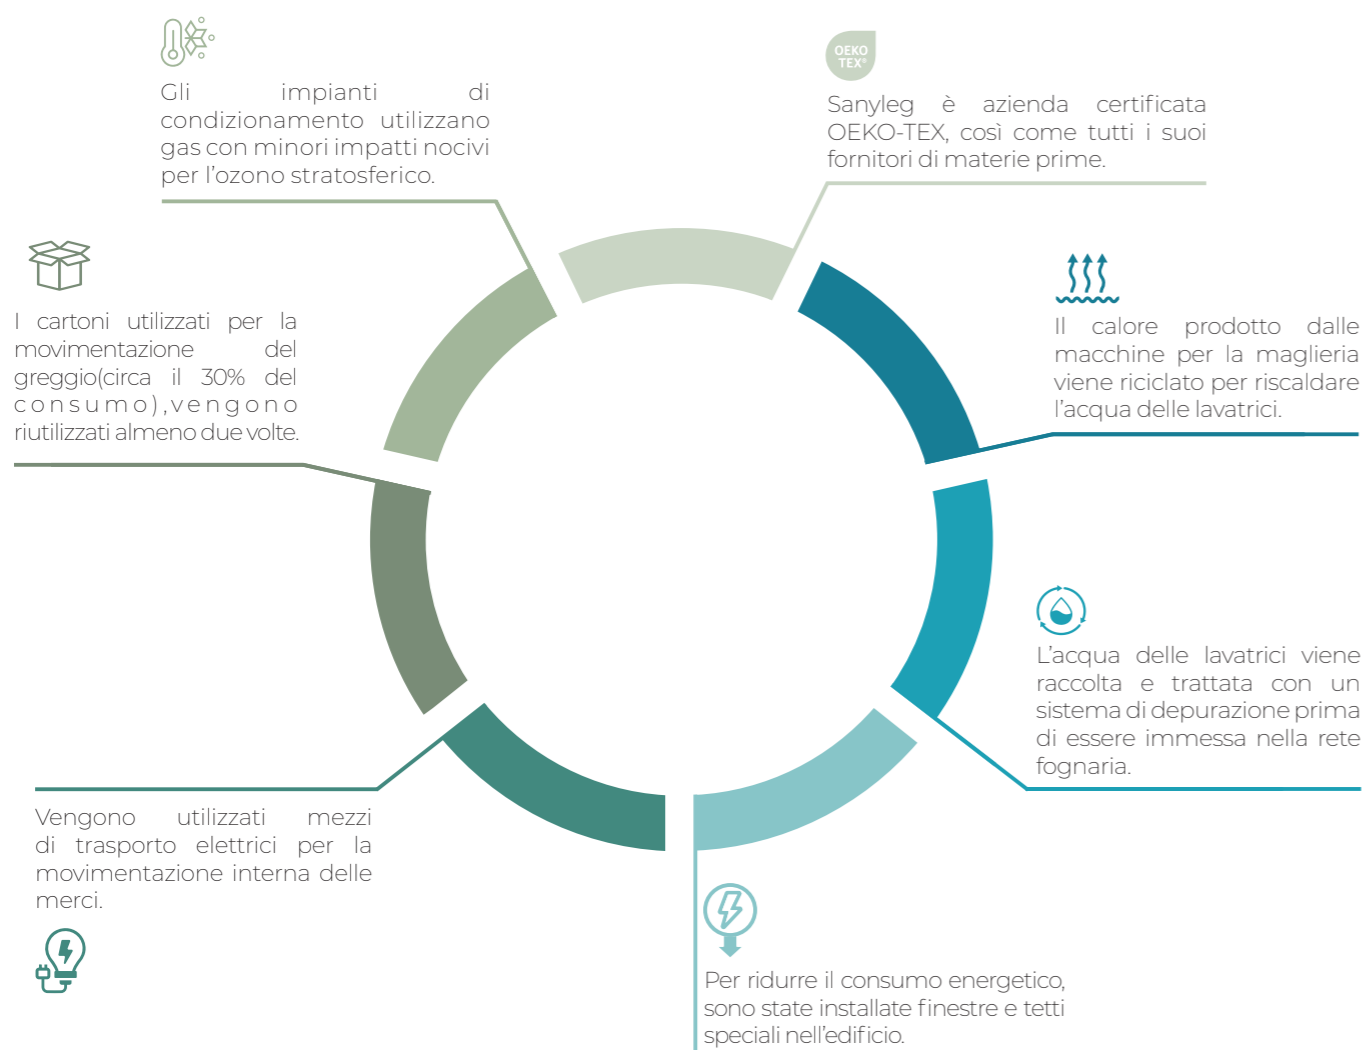 OEKO
TEX®
Sanyleg è azienda certificata
OEKO-TEX, così come tutti i suoi
fornitori di materie prime.
Il calore prodotto dalle
macchine per la maglieria
viene riciclato per riscaldare
l'acqua delle lavatrici.
L'acqua delle lavatrici viene
raccolta e trattata con un
sistema di depurazione prima
di essere immessa nella rete
fognaria.
Per ridurre il consumo energetico,
sono state installate finestre e tetti
speciali nell'edificio.
Vengono utilizzati mezzi
di trasporto elettrici per la
movimentazione interna delle
merci.
I cartoni utilizzati per la
movimentazione del
greggio(circa il 30% del
consumo),vengono
riutilizzati almeno due volte.
Gli impianti di
condizionamento utilizzano
gas con minori impatti nocivi
per l'ozono stratosferico.